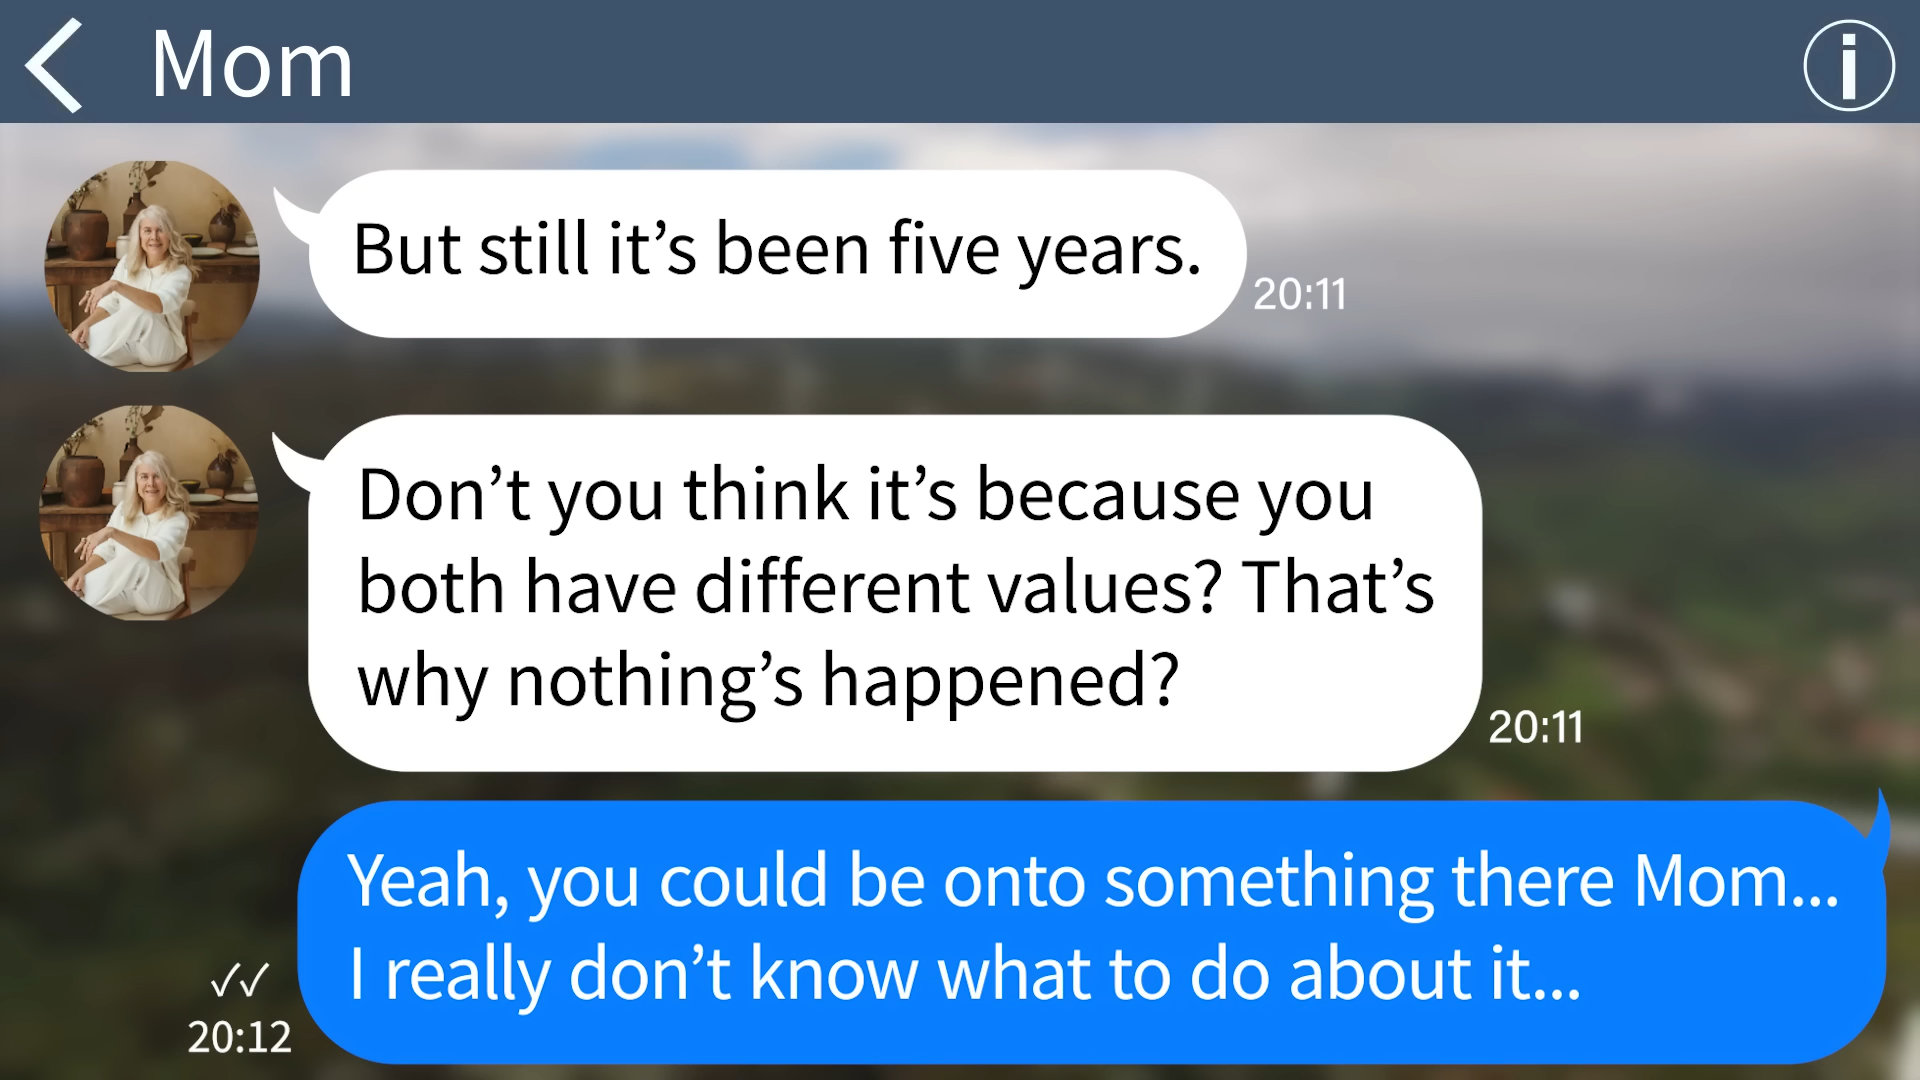 Mom
But still it’s been five years.
20:11
Don’t you think it’s because you
both have different values? That’s
why nothing’s happened?
20:11
Yeah, you could be onto something there Mom...
I really don’t know what to do about it...
20:12